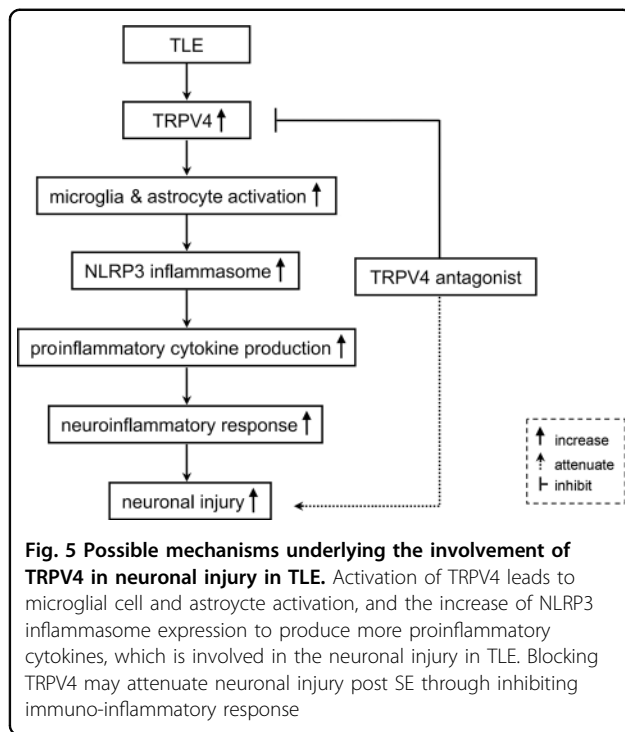 TLE
TRPV4 ↑
microglia & astrocyte activation ↑
NLRP3 inflammasome ↑
TRPV4 antagonist
proinflammatory cytokine production ↑
neuroinflammatory response ↑
neuronal injury ↑
increase
attenuate
inhibit
Fig. 5 Possible mechanisms underlying the involvement of
TRPV4 in neuronal injury in TLE. Activation of TRPV4 leads to
microglial cell and astroycte activation, and the increase of NLRP3
inflammasome expression to produce more proinflammatory
cytokines, which is involved in the neuronal injury in TLE. Blocking
TRPV4 may attenuate neuronal injury post SE through inhibiting
immuno-inflammatory response